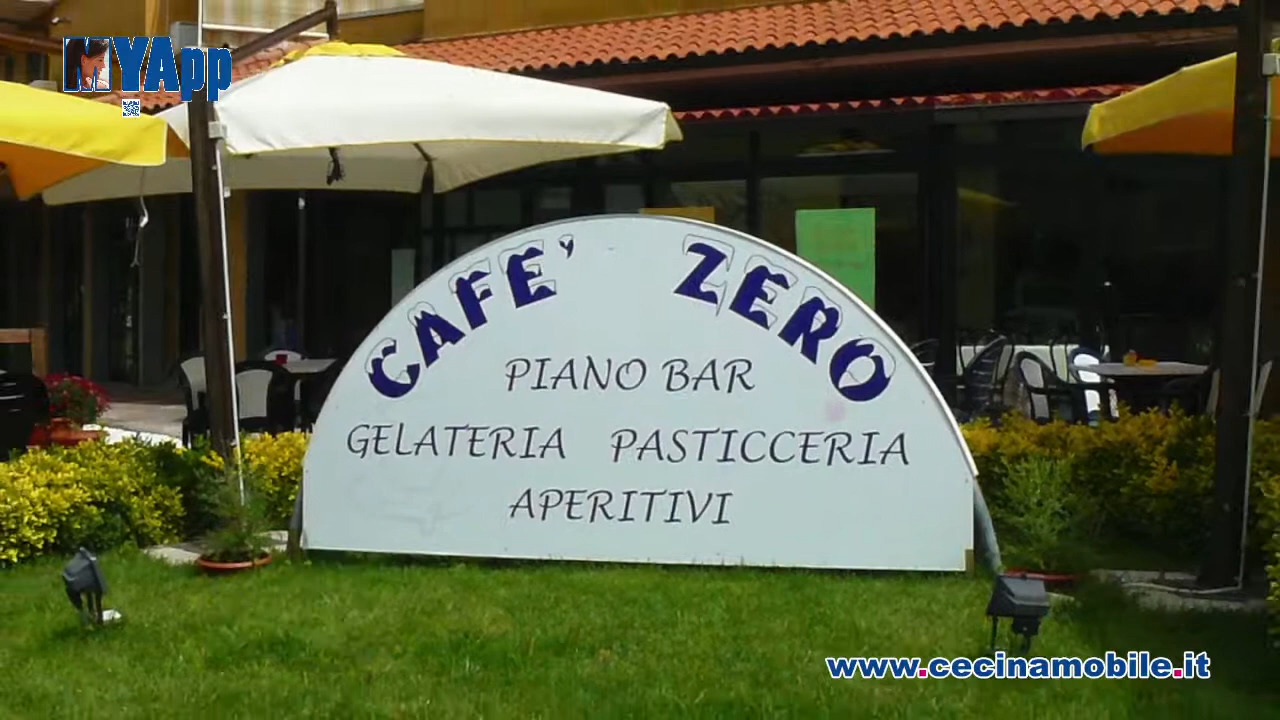 MYApp
CAFE' ZERO
PIANO BAR
GELATERIA PASTICCERIA
APERITIVI
www.cecinamobile.it